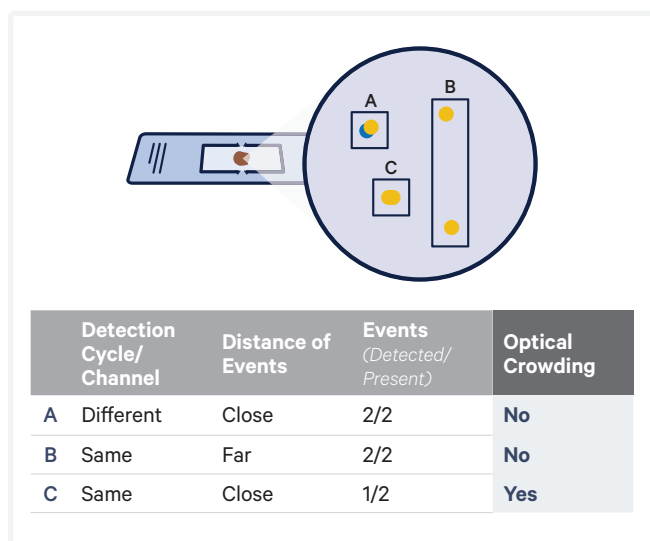 A
B
C
Detection Cycle/ Channel
Distance of Events
Events (Detected/ Present)
Optical Crowding
A Different Close 2/2 No
B Same Far 2/2 No
C Same Close 1/2 Yes